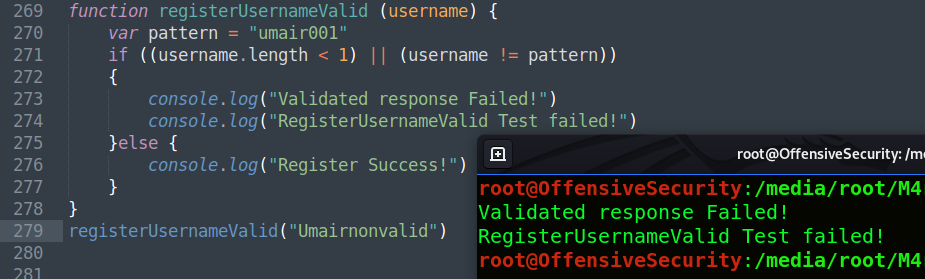 269 function registerUsernameValid (username) {
270     var pattern = "umair001"
271     if ((username.length < 1) || (username != pattern))
272     {
273         console.log("Validated response Failed!")
274         console.log("RegisterUsernameValid Test failed!")
275     }else {
276         console.log("Register Success!")
277     }
278 }
279 registerUsernameValid("Umairnonvalid")
280
281
root@OffensiveSecurity: /me
root@OffensiveSecurity:/media/root/M4
Validated response Failed!
RegisterUsernameValid Test failed!
root@OffensiveSecurity:/media/root/M4